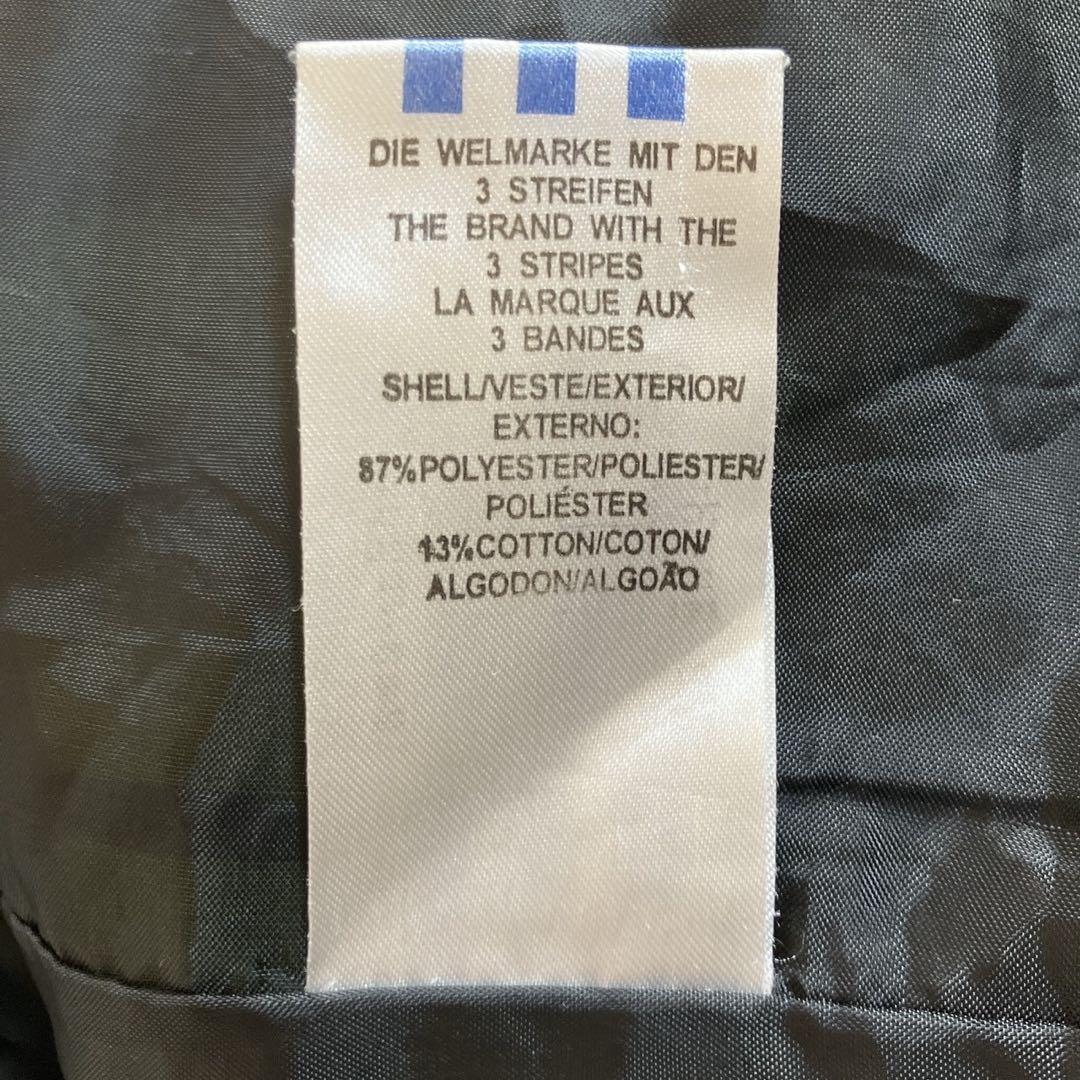 DIE WELMARKE MIT DEN
3 STREIFEN
THE BRAND WITH THE
3 STRIPES
LA MARQUE AUX
3 BANDES
SHELL/VESTE/EXTERIOR/
EXTERNO:
87%POLYESTER/POLIESTER/
POLIÉSTER
13%COTTON/COTON/
ALGODON/ALGOÃO